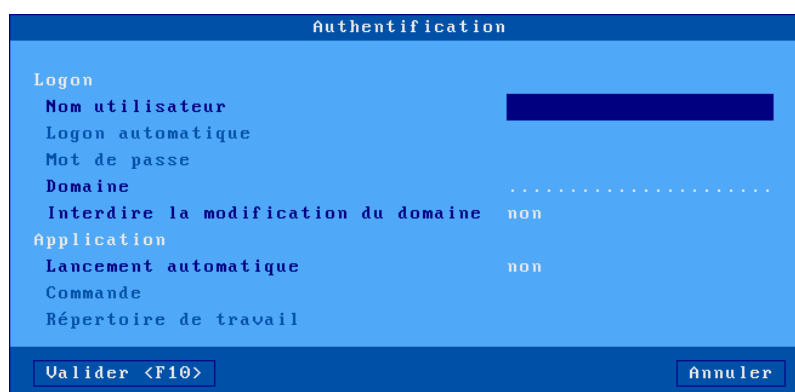 Authentification
Logon
Nom utilisateur
Logon automatique
Mot de passe
Domaine ......................
Interdire la modification du domaine non
Application
Lancement automatique non
Commande
Répertoire de travail
Valider <F10> Annuler